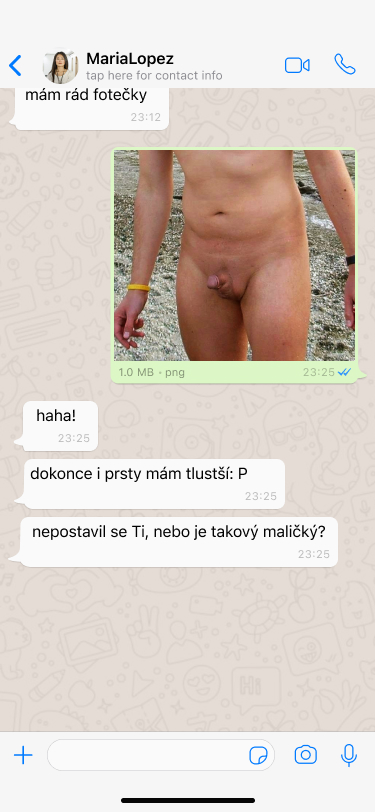 MariaLopez
tap here for contact info
mám rád fotečky
23:12
1.0 MB · png
23:25
haha!
23:25
dokonce i prsty mám tlustší: P
23:25
nepostavil se Ti, nebo je takový maličký?
23:25